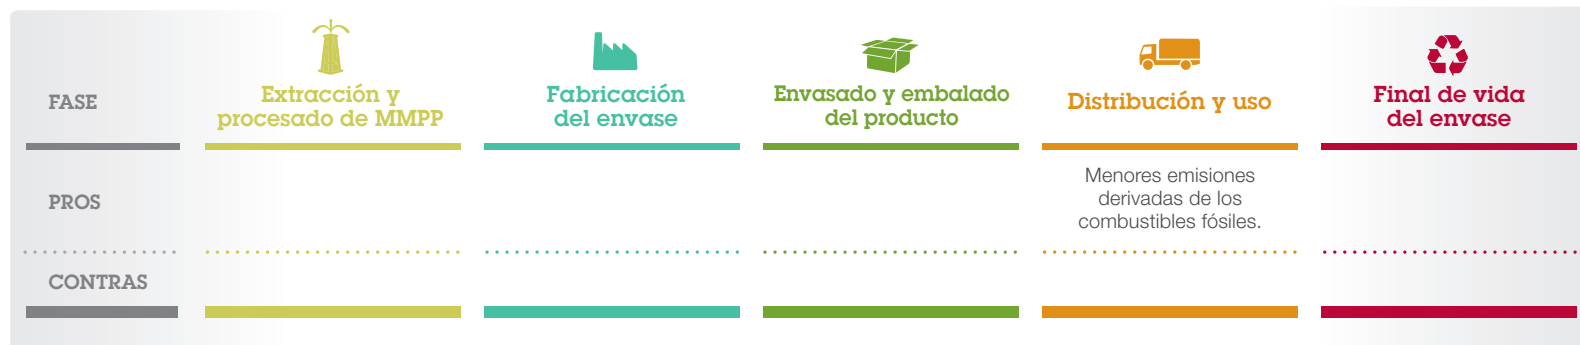 FASE
Extracción y
procesado de MMPP
Fabricación
del envase
Envasado y embalado
del producto
Distribución y uso
Final de vida
del envase
PROS
Menores emisiones
derivadas de los
combustibles fósiles.
CONTRAS